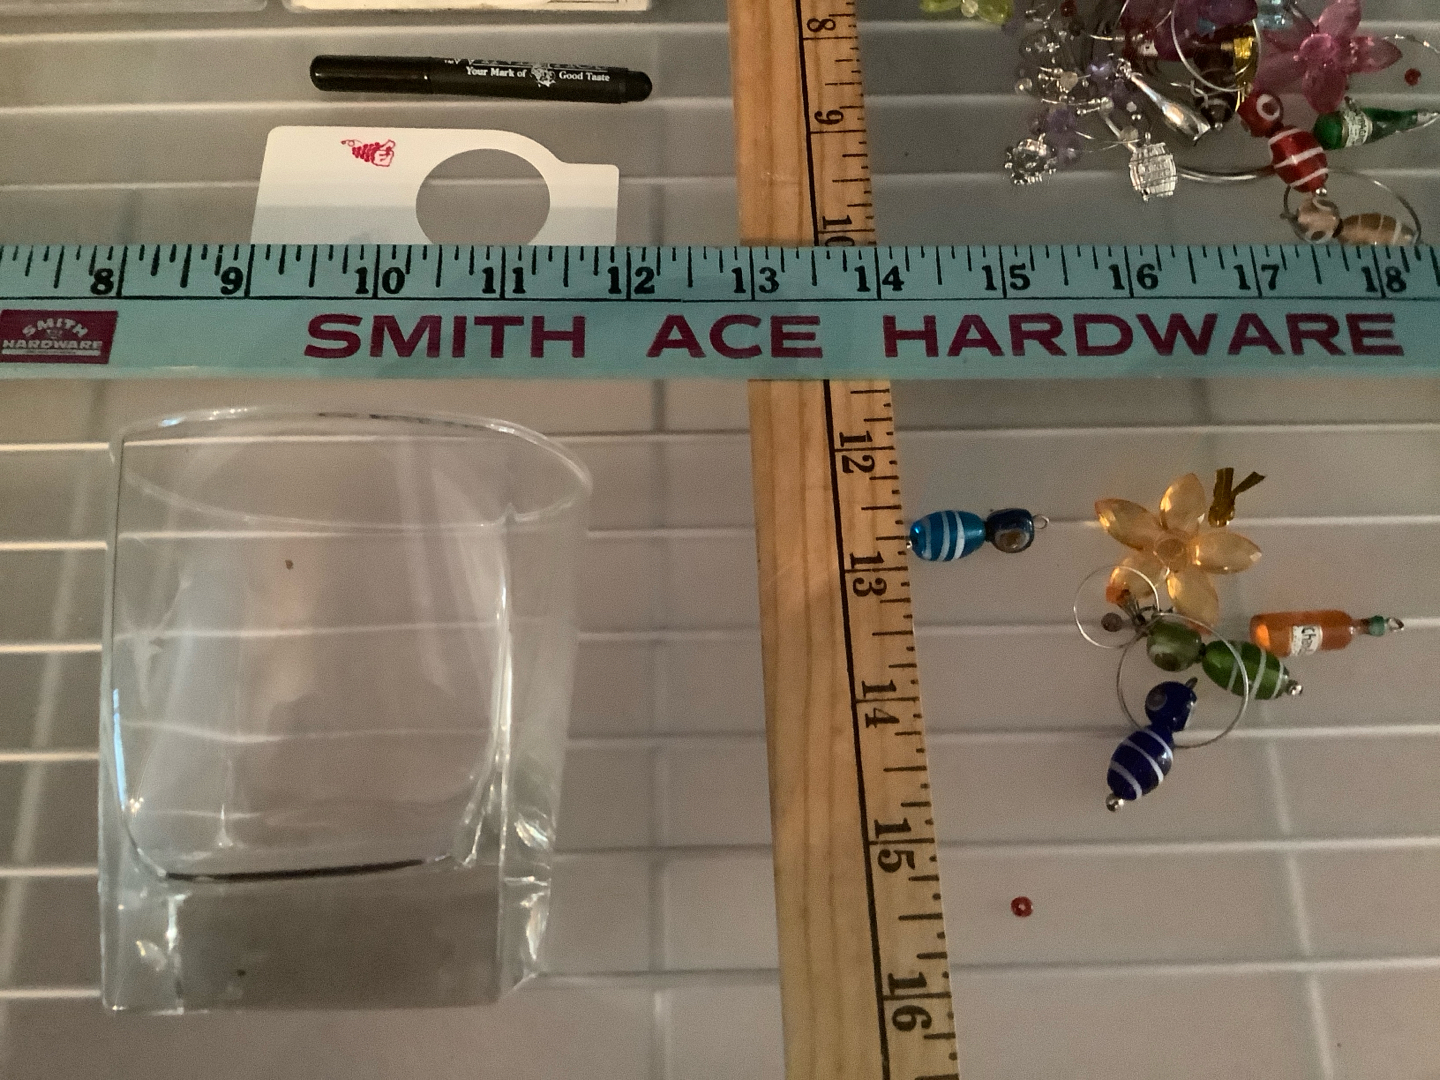 Your Mark of Good Taste
8 9 10 11 12 13 14 15 16 17 18
SMITH
HARDWARE
SMITH ACE HARDWARE
8
9
10
12
13
14
15
16
Cha